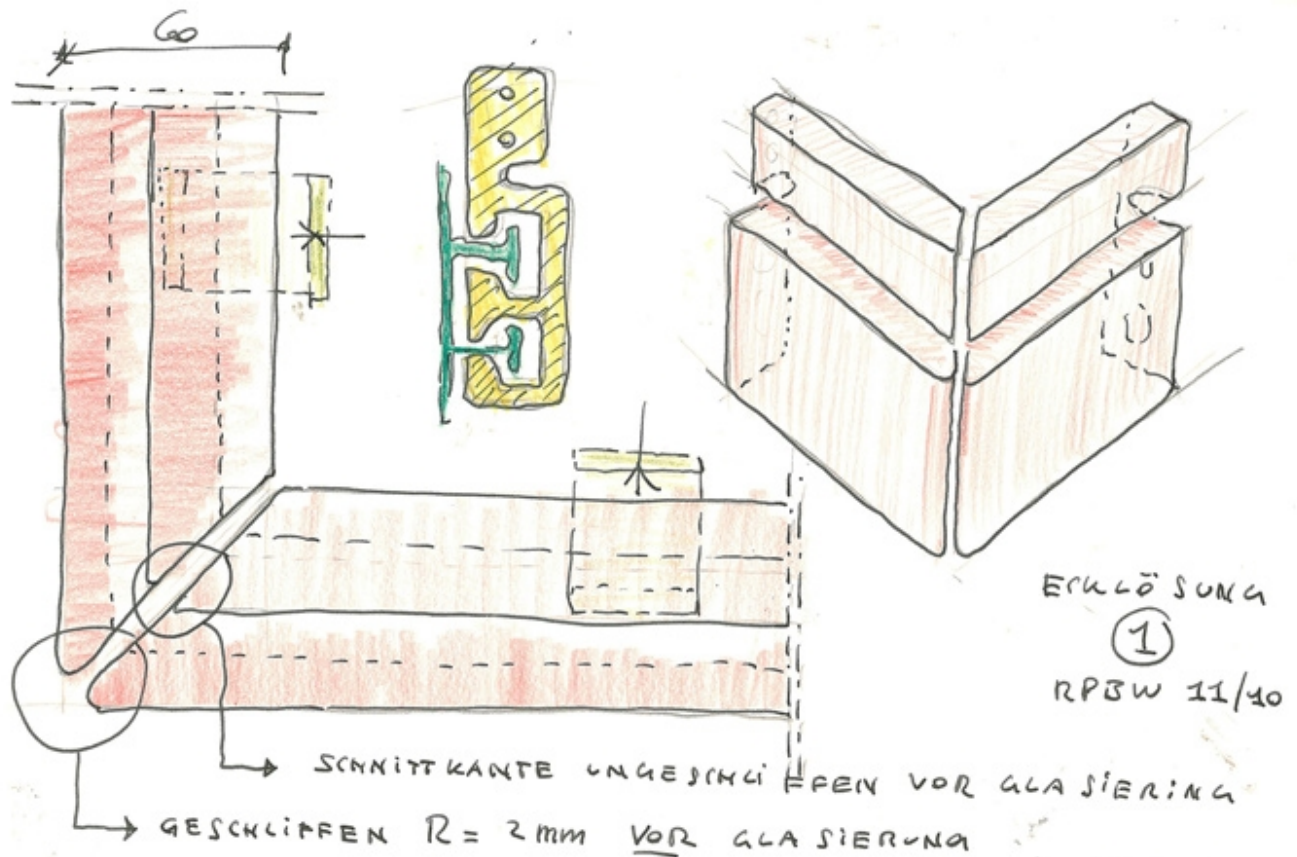 60
ECKLÖSUNG
1
RPBW 11/10
SCHNITTKANTE UNGESCHLIFFEN VOR GLASIERING
GESCHLIFFEN R= 2mm VOR GLASIERUNG